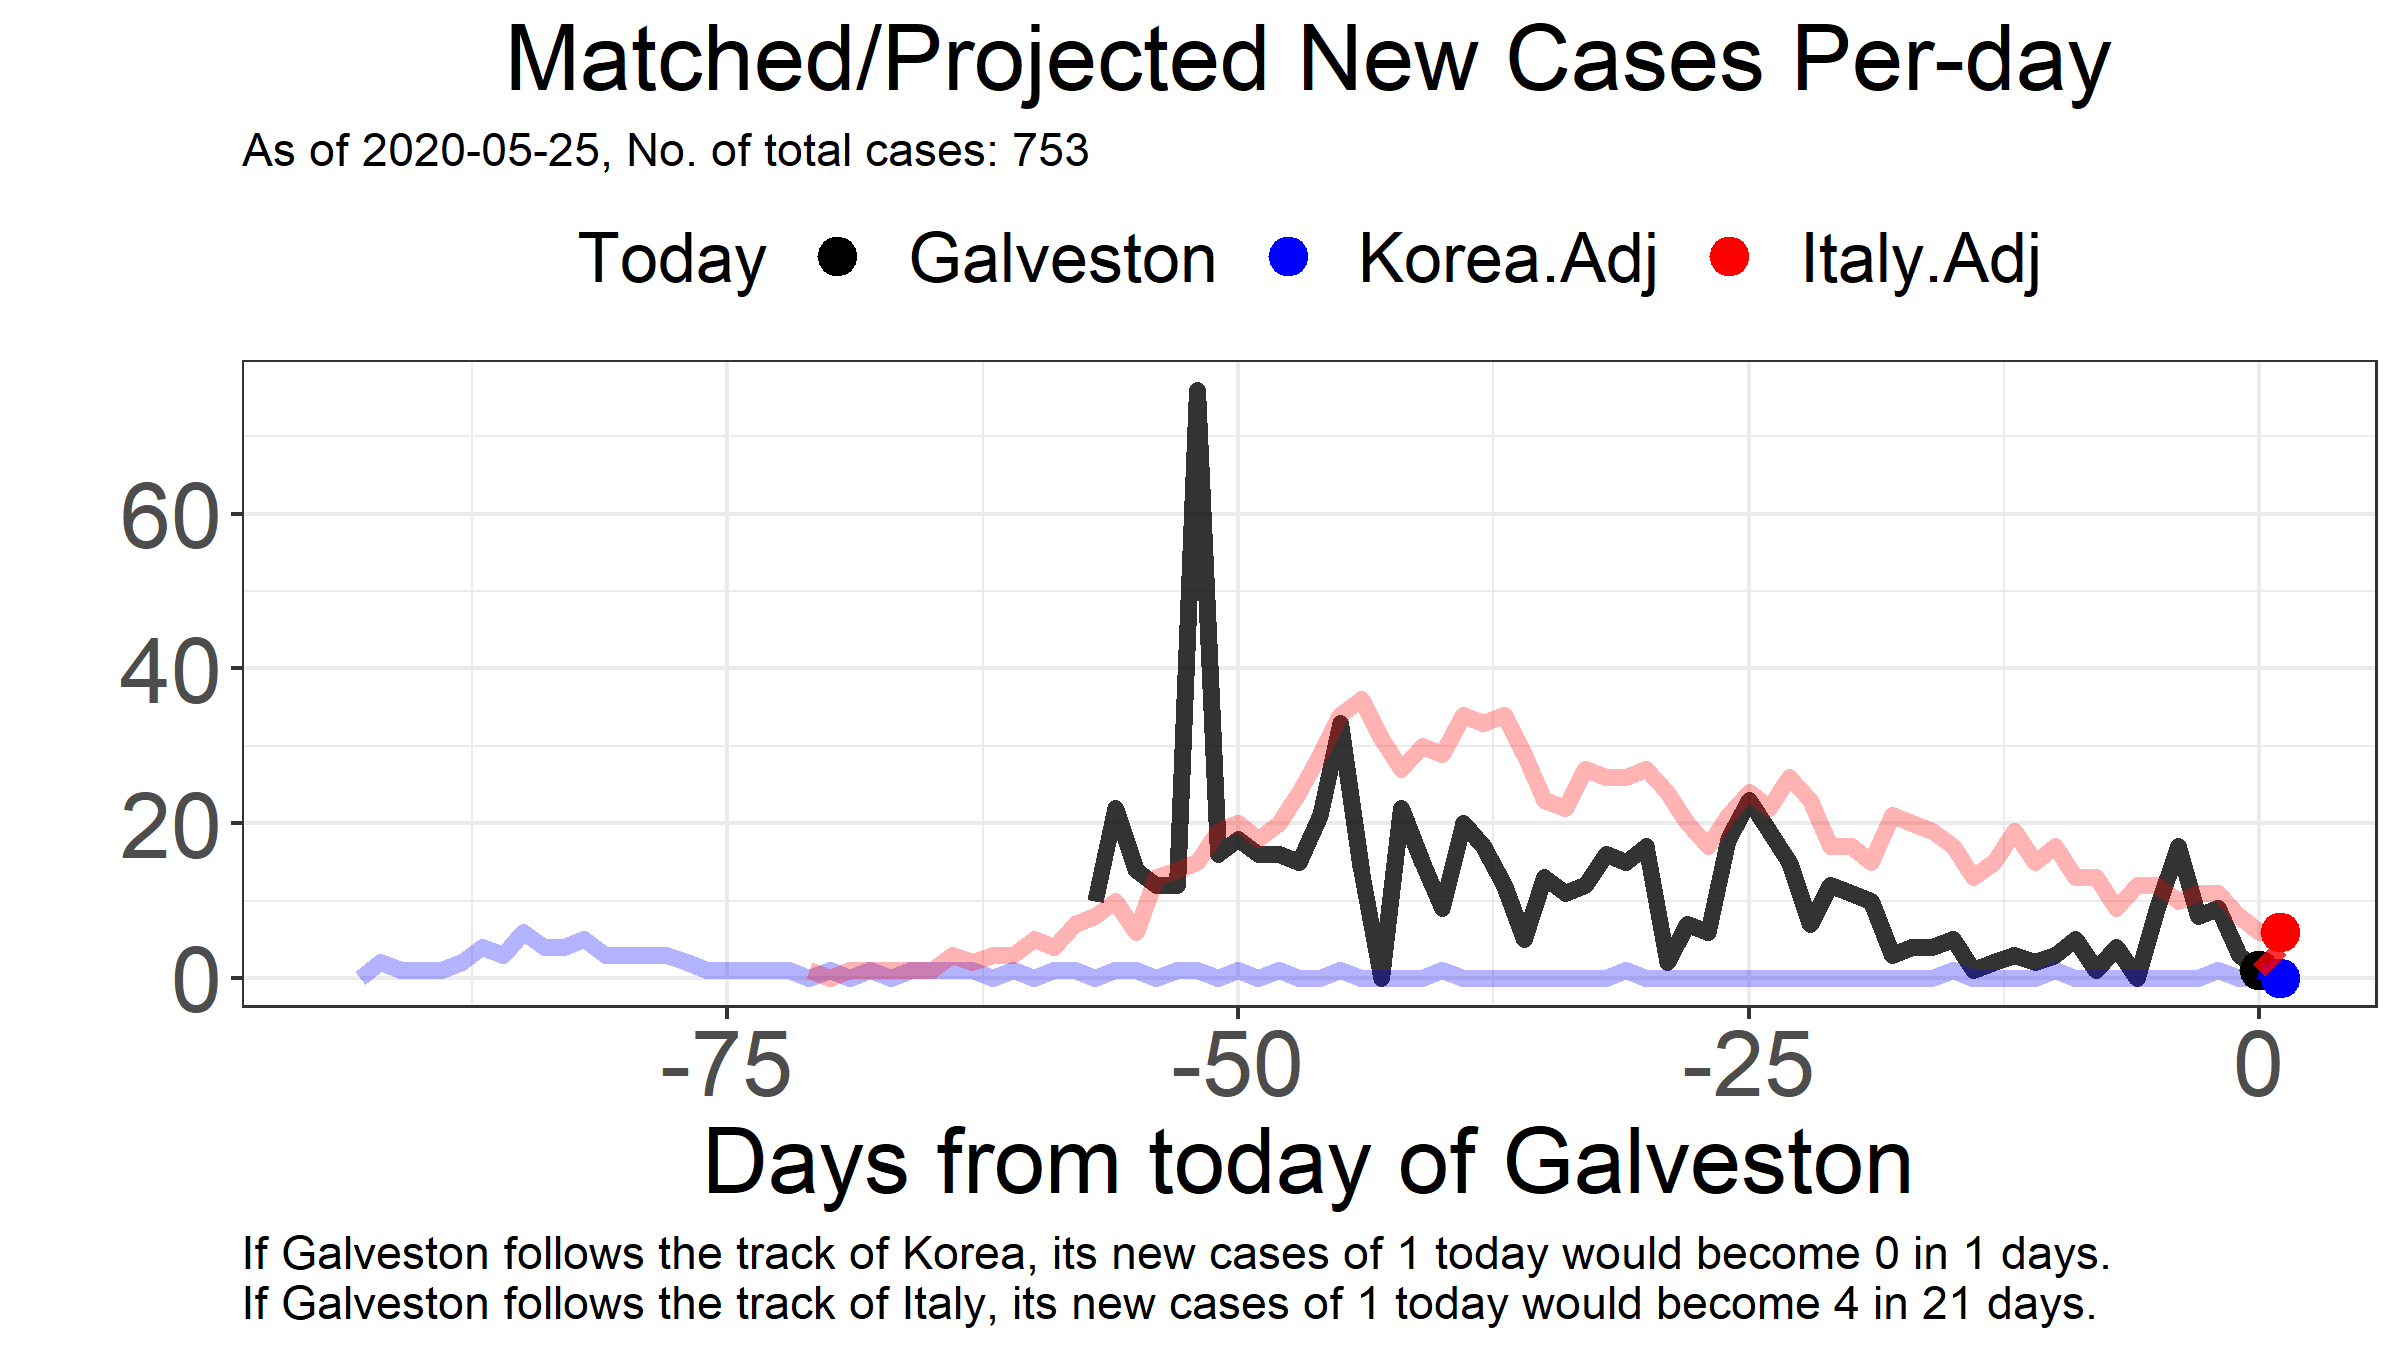 Matched/Projected New Cases Per-day
As of 2020-05-25, No. of total cases: 753
Today Galveston Korea.Adj Italy.Adj
60
40
20
0
-75 -50 -25 0
Days from today of Galveston
If Galveston follows the track of Korea, its new cases of 1 today would become 0 in 1 days.
If Galveston follows the track of Italy, its new cases of 1 today would become 4 in 21 days.